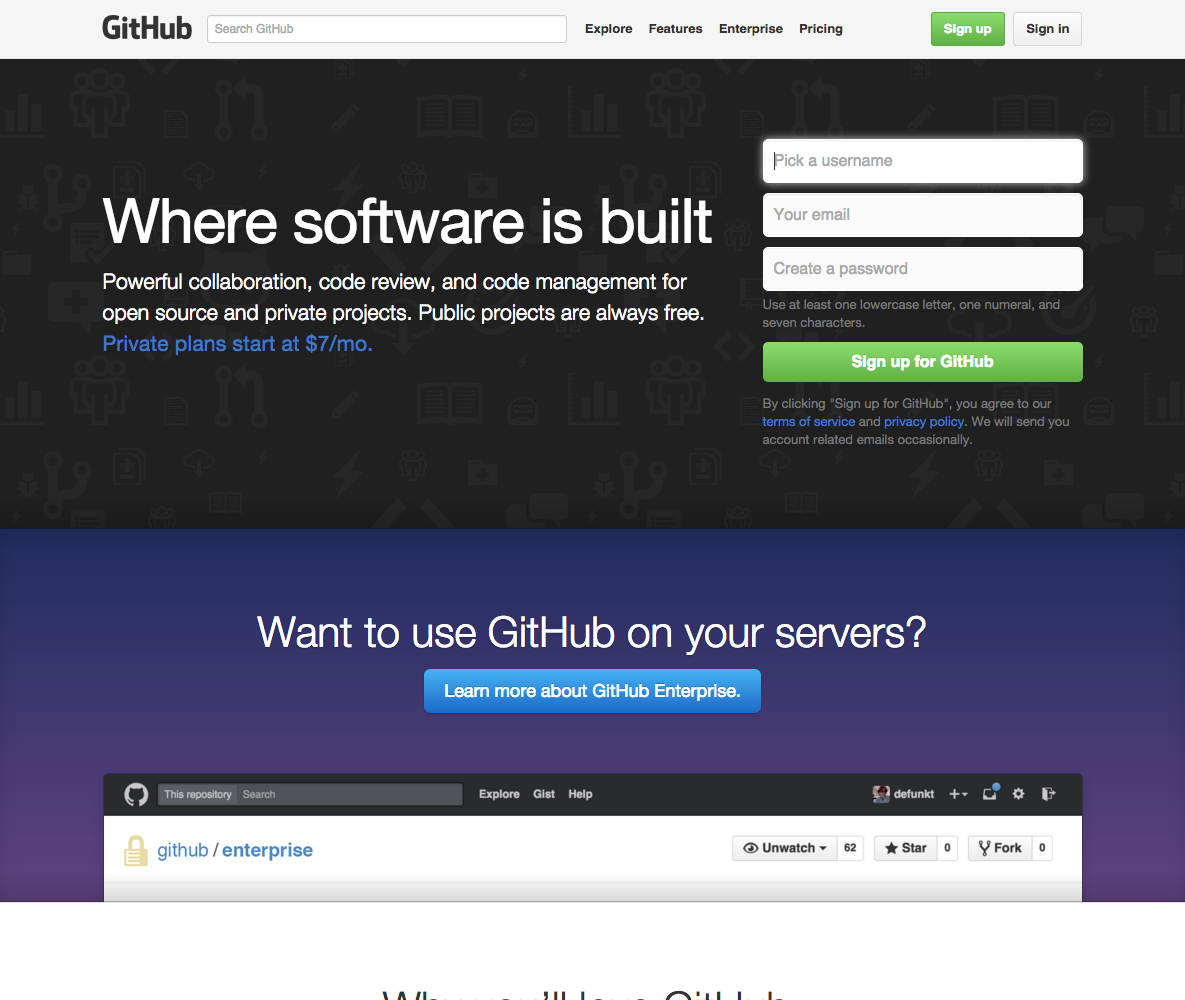 GitHub Search GitHub Explore Features Enterprise Pricing Sign up Sign in
Where software is built
Powerful collaboration, code review, and code management for
open source and private projects. Public projects are always free.
Private plans start at $7/mo.
Pick a username
Your email
Create a password
Use at least one lowercase letter, one numeral, and
seven characters.
Sign up for GitHub
By clicking "Sign up for GitHub", you agree to our
terms of service and privacy policy. We will send you
account related emails occasionally.
Want to use GitHub on your servers?
Learn more about GitHub Enterprise.
This repository Search Explore Gist Help defunkt
github / enterprise Unwatch 62 Star 0 Fork 0
Why you'll love GitHub